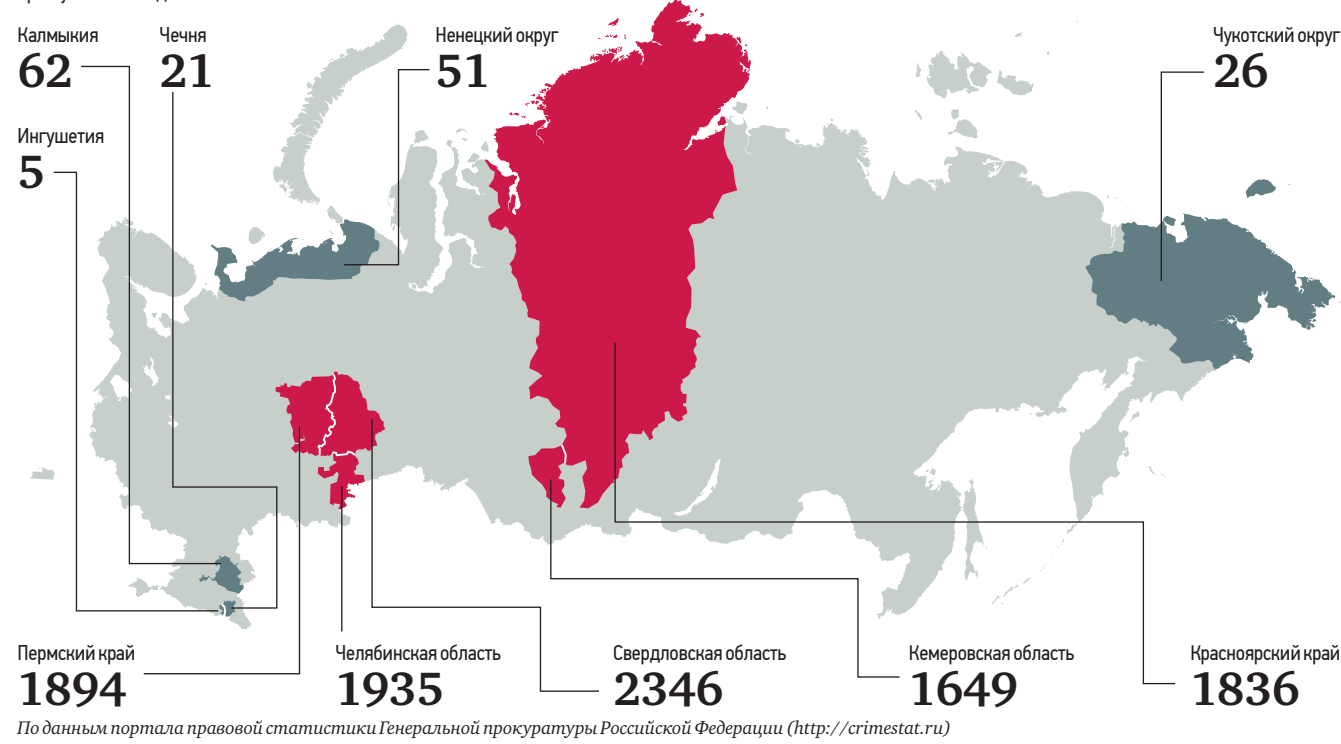 Калмыкия
62
Чечня
21
Ненецкий округ
51
Чукотский округ
26
Ингушетия
5
Пермский край
1894
Челябинская область
1935
Свердловская область
2346
Кемеровская область
1649
Красноярский край
1836
По данным портала правовой статистики Генеральной прокуратуры Российской Федерации (http://crimestat.ru)